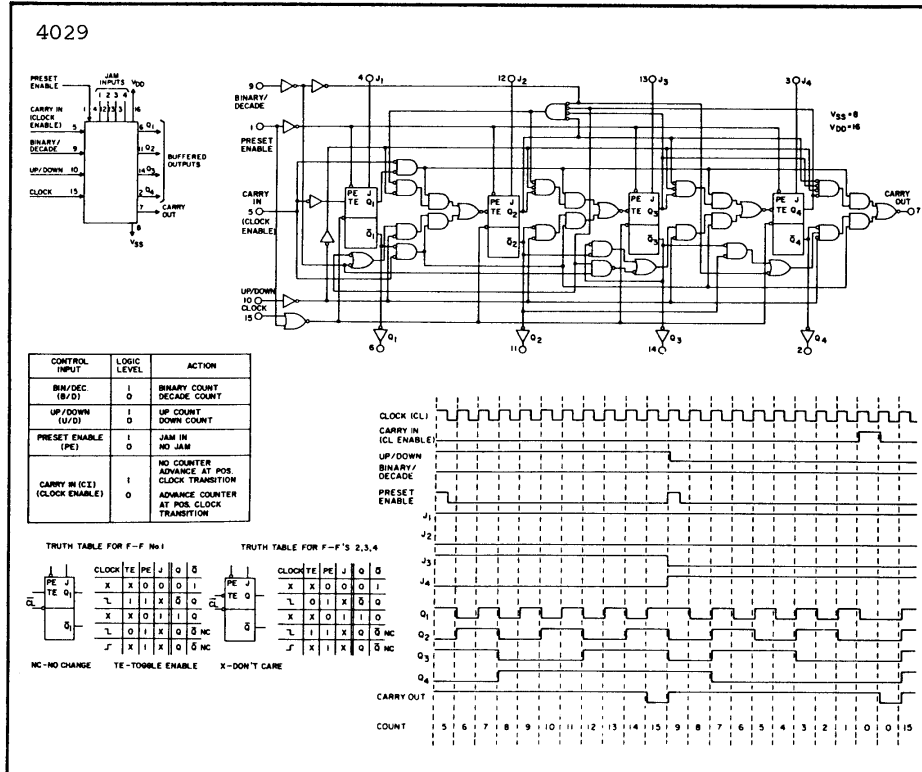 4029
PRESET ENABLE
JAM INPUTS
1 2 3 4
VDD
1 4 12 13 3 16
CARRY IN (CLOCK ENABLE) 5
BINARY/DECADE 9
UP/DOWN 10
CLOCK 15
6 Q1
11 Q2
14 Q3
2 Q4
BUFFERED OUTPUTS
7 CARRY OUT
8
VSS
4 J1
12 J2
13 J3
3 J4
9
BINARY/DECADE
1
PRESET ENABLE
VSS = 8
VDD = 16
CARRY IN
5
(CLOCK ENABLE)
PE J
TE Q1
Q̅1
PE J
TE Q2
Q̅2
PE J
TE Q3
Q̅3
PE J
TE Q4
Q̅4
CARRY OUT
7
UP/DOWN
10
CLOCK
15
Q1
6
Q2
11
Q3
14
Q4
2
CONTROL INPUT LOGIC LEVEL ACTION
BIN/DEC. (B/D) 1 BINARY COUNT
0 DECADE COUNT
UP/DOWN (U/D) 1 UP COUNT
0 DOWN COUNT
PRESET ENABLE (PE) 1 JAM IN
0 NO JAM
CARRY IN (CI) (CLOCK ENABLE) 1 NO COUNTER ADVANCE AT POS. CLOCK TRANSITION
0 ADVANCE COUNTER AT POS. CLOCK TRANSITION
TRUTH TABLE FOR F-F No 1
PE J
TE Q1
Q̅1
CLOCK TE PE J Q Q̅
X X 0 0 0 1
1 1 X Q̅ Q
X X 0 1 1 0
0 1 X Q Q̅ NC
X 1 X Q Q̅ NC
TRUTH TABLE FOR F-F'S 2,3,4
PE J
TE Q
Q̅
CLOCK TE PE J Q Q̅
X X 0 0 0 1
0 1 X Q̅ Q
X X 0 1 1 0
1 1 X Q Q̅ NC
X 1 X Q Q̅ NC
NC-NO CHANGE TE-TOGGLE ENABLE X-DON'T CARE
CLOCK (CL)
CARRY IN (CL ENABLE)
UP/DOWN
BINARY/DECADE
PRESET ENABLE
J1
J2
J3
J4
Q1
Q2
Q3
Q4
CARRY OUT
COUNT 5 6 7 8 9 10 11 12 13 14 15 9 8 7 6 5 4 3 2 1 0 0 15